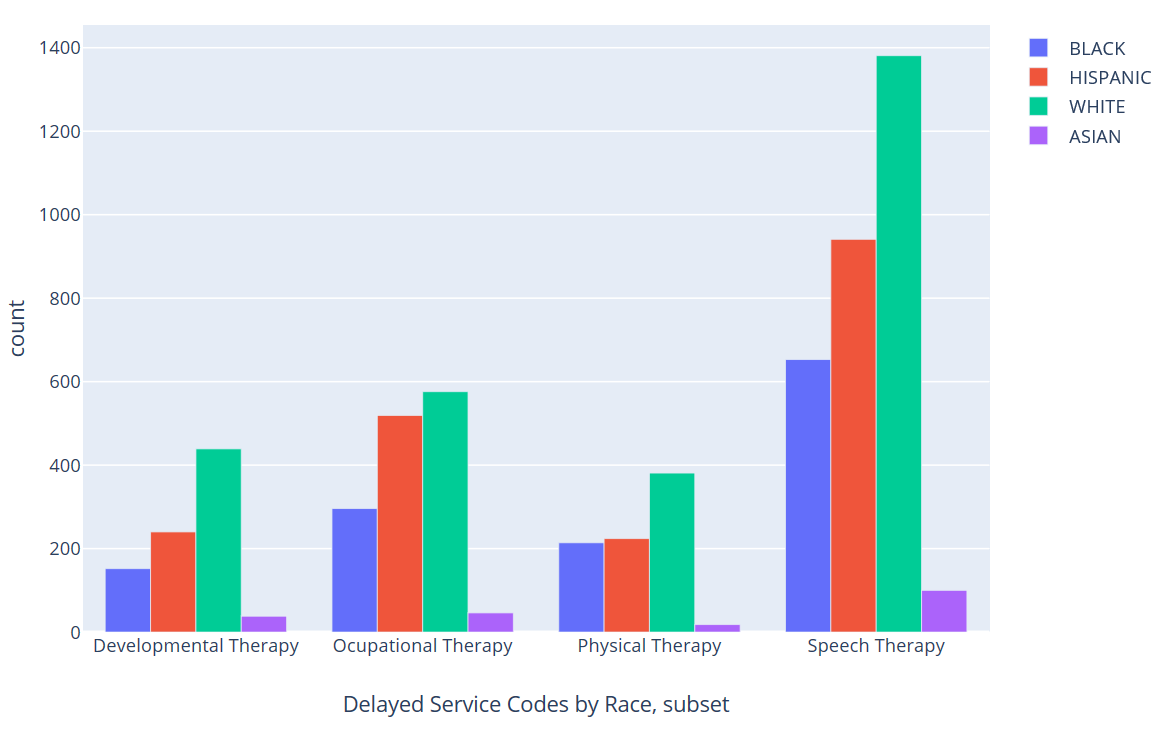 1400
1200
1000
800
600
400
200
0
count
Developmental Therapy
Ocupational Therapy
Physical Therapy
Speech Therapy
Delayed Service Codes by Race, subset
BLACK
HISPANIC
WHITE
ASIAN